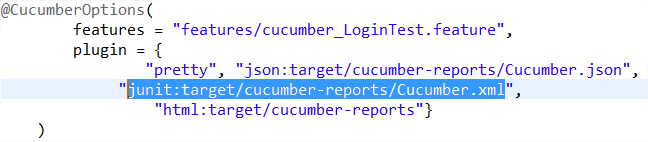 @CucumberOptions(
features = "features/cucumber_LoginTest.feature",
plugin = {
"pretty", "json:target/cucumber-reports/Cucumber.json",
"junit:target/cucumber-reports/Cucumber.xml",
"html:target/cucumber-reports"}
)